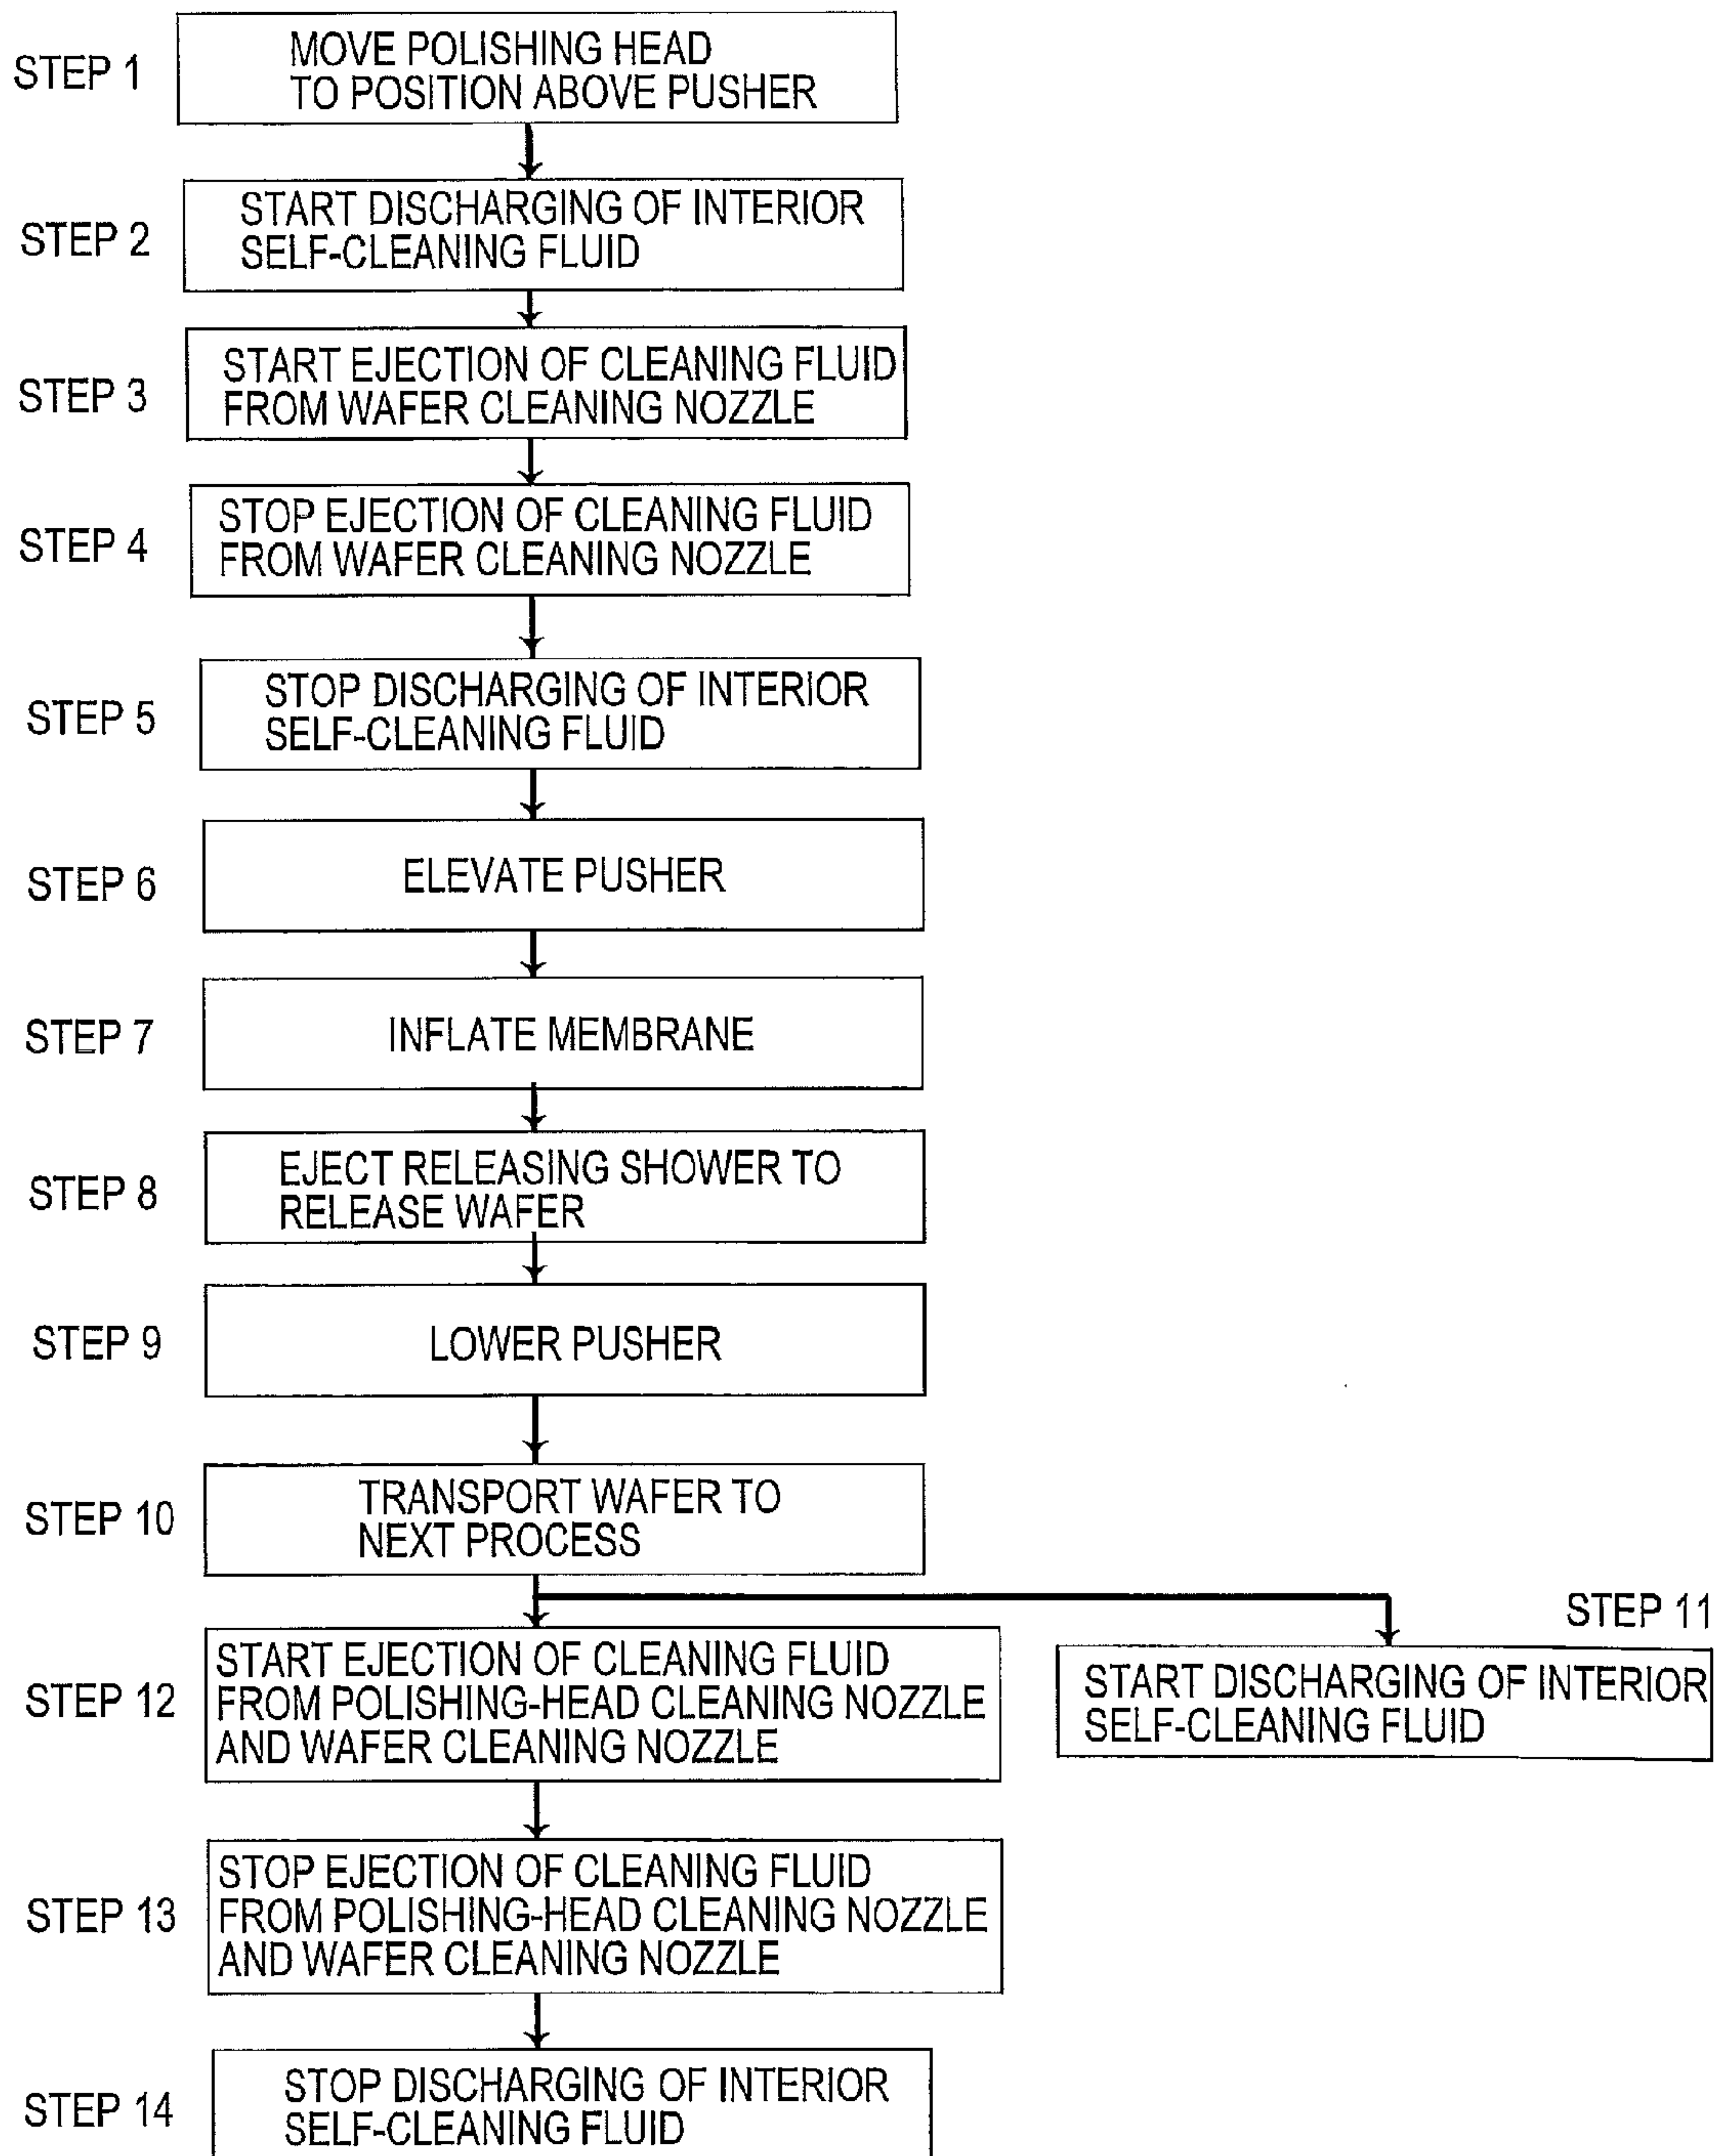 STEP 1
MOVE POLISHING HEAD
TO POSITION ABOVE PUSHER
STEP 2
START DISCHARGING OF INTERIOR
SELF-CLEANING FLUID
STEP 3
START EJECTION OF CLEANING FLUID
FROM WAFER CLEANING NOZZLE
STEP 4
STOP EJECTION OF CLEANING FLUID
FROM WAFER CLEANING NOZZLE
STEP 5
STOP DISCHARGING OF INTERIOR
SELF-CLEANING FLUID
STEP 6
ELEVATE PUSHER
STEP 7
INFLATE MEMBRANE
STEP 8
EJECT RELEASING SHOWER TO
RELEASE WAFER
STEP 9
LOWER PUSHER
STEP 10
TRANSPORT WAFER TO
NEXT PROCESS
STEP 11
START DISCHARGING OF INTERIOR
SELF-CLEANING FLUID
STEP 12
START EJECTION OF CLEANING FLUID
FROM POLISHING-HEAD CLEANING NOZZLE
AND WAFER CLEANING NOZZLE
STEP 13
STOP EJECTION OF CLEANING FLUID
FROM POLISHING-HEAD CLEANING NOZZLE
AND WAFER CLEANING NOZZLE
STEP 14
STOP DISCHARGING OF INTERIOR
SELF-CLEANING FLUID